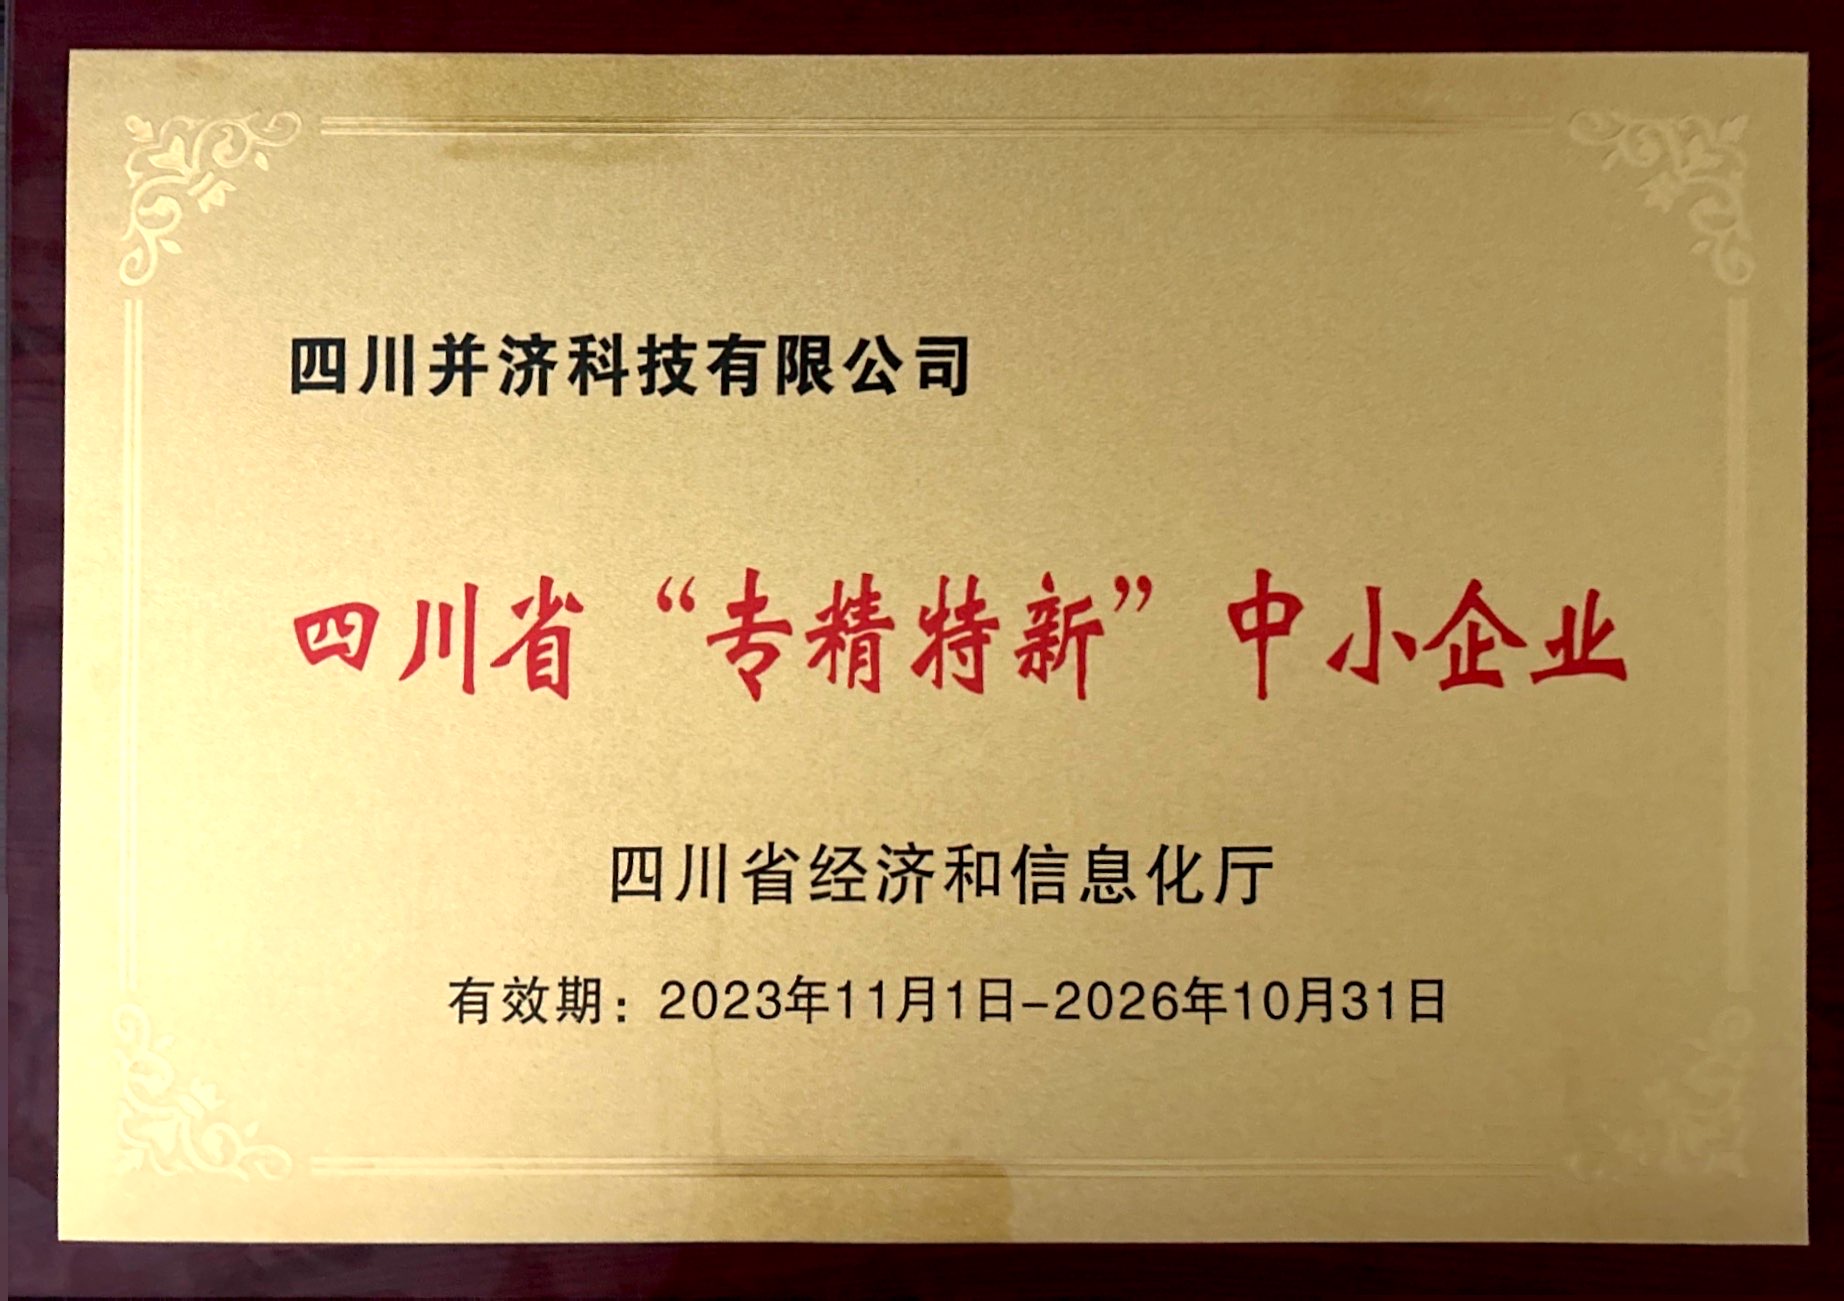 四川并济科技有限公司
四川省“专精特新”中小企业
四川省经济和信息化厅
有效期：2023年11月1日-2026年10月31日